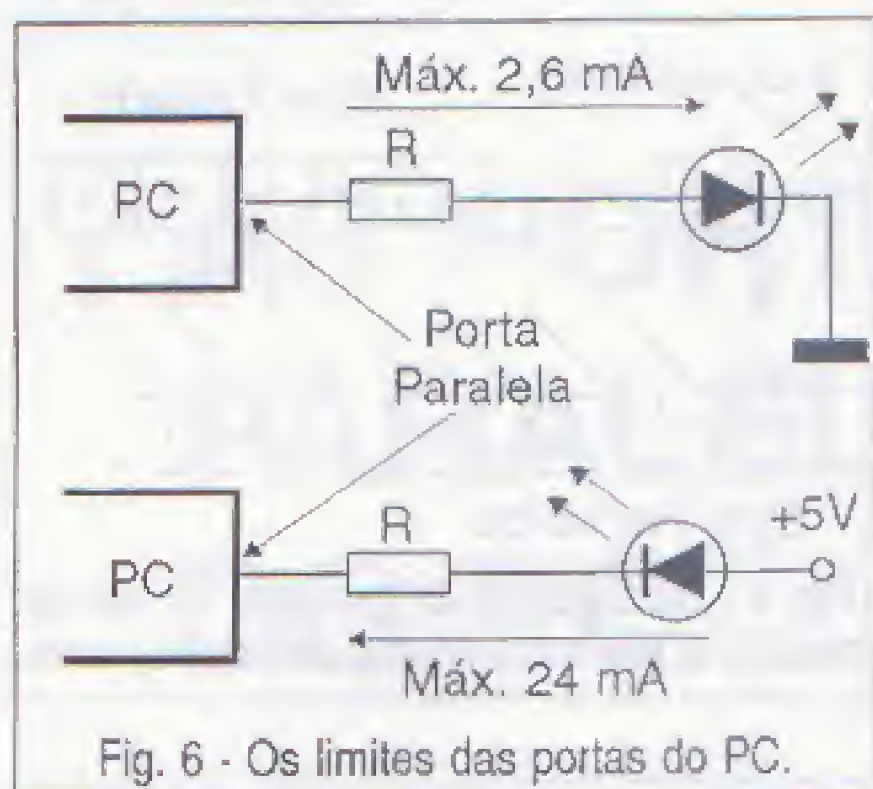 Máx. 2,6 mA
R
PC
Porta
Paralela
R
+5V
PC
Máx. 24 mA
Fig. 6 - Os limites das portas do PC.